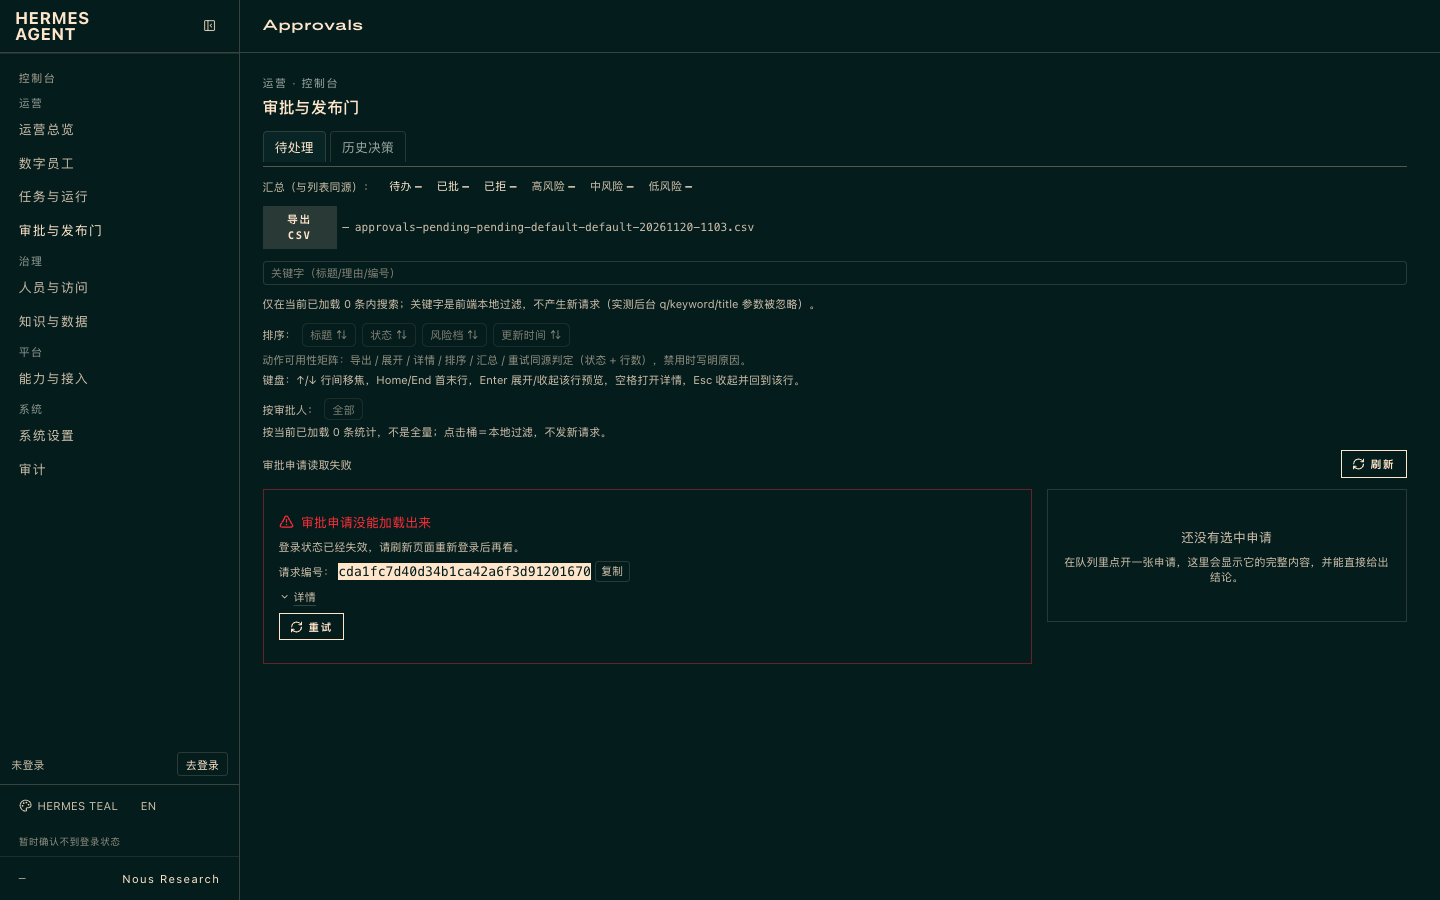 HERMES
AGENT
Approvals
控制台
运营
运营总览
数字员工
任务与运行
审批与发布门
治理
人员与访问
知识与数据
平台
能力与接入
系统
系统设置
审计
未登录
去登录
HERMES TEAL
EN
暂时确认不到登录状态
—
Nous Research
运营 · 控制台
审批与发布门
待处理
历史决策
汇总（与列表同源）： 待办 — 已批 — 已拒 — 高风险 — 中风险 — 低风险 —
导出
CSV
— approvals-pending-pending-default-default-20261120-1103.csv
关键字（标题/理由/编号）
仅在当前已加载 0 条内搜索；关键字是前端本地过滤，不产生新请求（实测后台 q/keyword/title 参数被忽略）。
排序： 标题 ⇅ 状态 ⇅ 风险档 ⇅ 更新时间 ⇅
动作可用性矩阵：导出 / 展开 / 详情 / 排序 / 汇总 / 重试同源判定（状态 + 行数），禁用时写明原因。
键盘：↑/↓ 行间移焦，Home/End 首末行，Enter 展开/收起该行预览，空格打开详情，Esc 收起并回到该行。
按审批人： 全部
按当前已加载 0 条统计，不是全量；点击桶＝本地过滤，不发新请求。
审批申请读取失败
刷新
审批申请没能加载出来
登录状态已经失效，请刷新页面重新登录后再看。
请求编号： cda1fc7d40d34b1ca42a6f3d91201670 复制
详情
重试
还没有选中申请
在队列里点开一张申请，这里会显示它的完整内容，并能直接给出
结论。